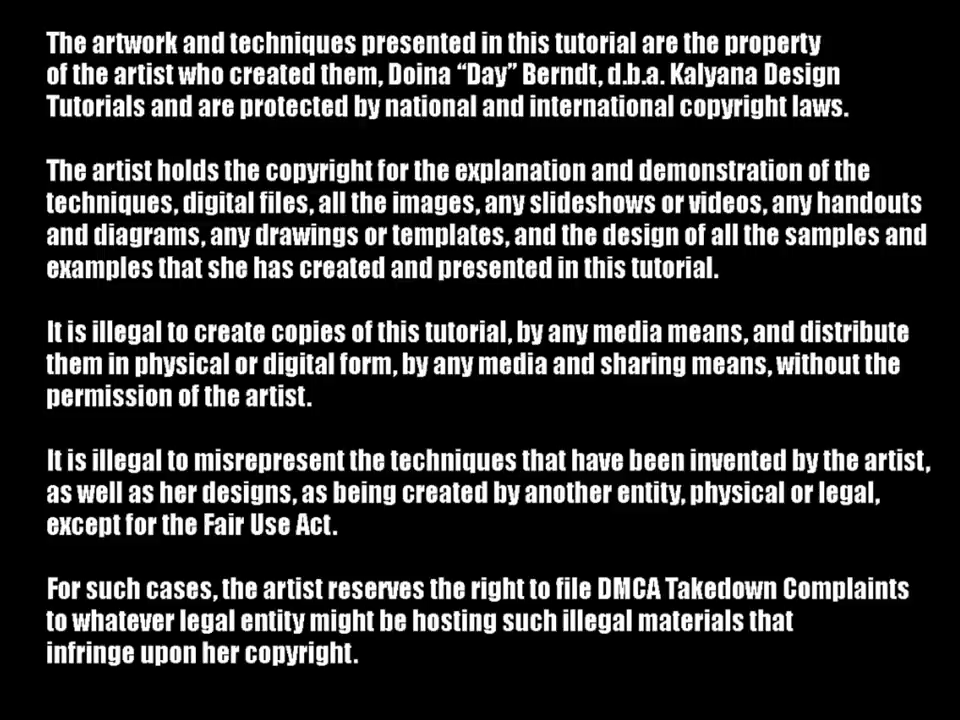 The artwork and techniques presented in this tutorial are the property
of the artist who created them, Doina “Day” Berndt, d.b.a. Kalyana Design
Tutorials and are protected by national and international copyright laws.
The artist holds the copyright for the explanation and demonstration of the
techniques, digital files, all the images, any slideshows or videos, any handouts
and diagrams, any drawings or templates, and the design of all the samples and
examples that she has created and presented in this tutorial.
It is illegal to create copies of this tutorial, by any media means, and distribute
them in physical or digital form, by any media and sharing means, without the
permission of the artist.
It is illegal to misrepresent the techniques that have been invented by the artist,
as well as her designs, as being created by another entity, physical or legal,
except for the Fair Use Act.
For such cases, the artist reserves the right to file DMCA Takedown Complaints
to whatever legal entity might be hosting such illegal materials that
infringe upon her copyright.